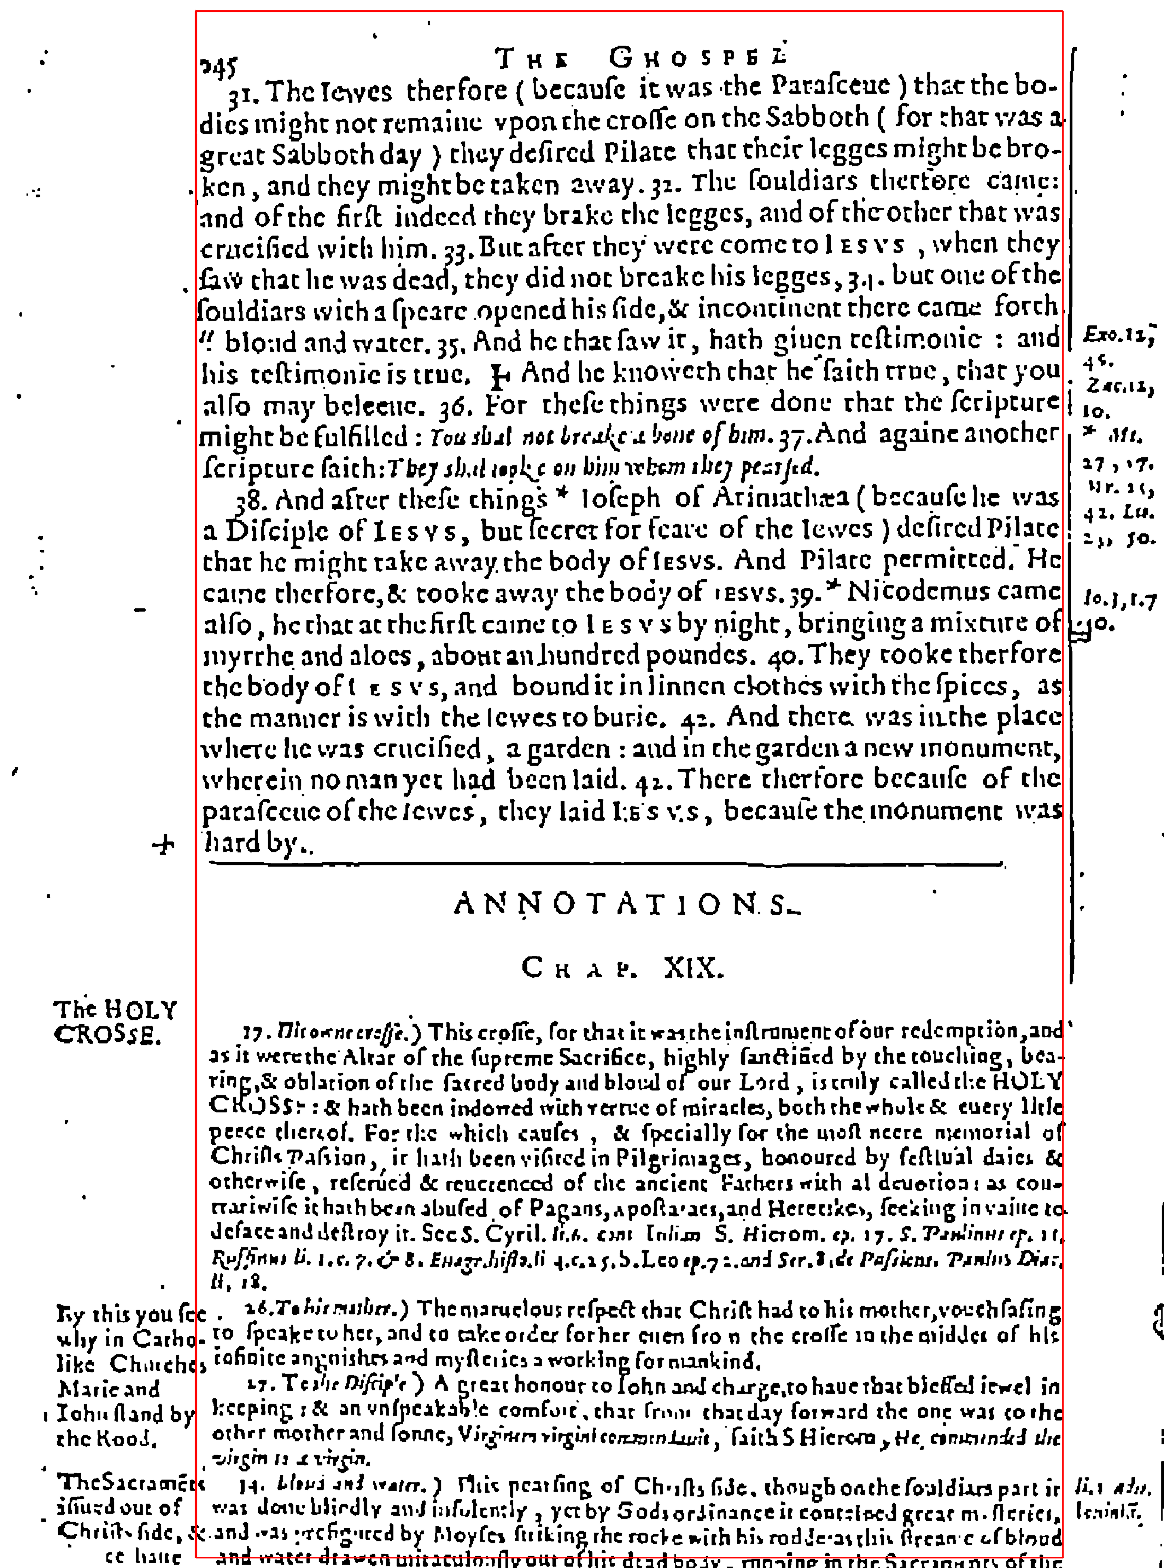 245 THE GHOSPEL
31. The Iewes therfore ( becauſe it was the Paraſceue ) that the bo-
dies might not remaine vpon the croſſe on the Sabboth ( for that was a
great Sabboth day ) they deſired Pilate that their legges might be bro-
ken, and they might be taken away. 32. The ſouldiars therfore came:
and of the firſt indeed they brake the legges, and of the other that was
crucified with him. 33. But after they were come to IESVS, when they
ſaw that he was dead, they did not breake his legges, 34. but one of the
ſouldiars with a ſpeare opened his ſide, & incontinent there came forth
" bloud and water. 35. And he that ſaw it, hath giuen teſtimonie : and
his teſtimonie is true. And he knoweth that he ſaith true, that you
alſo may beleeue. 36. For theſe things were done that the ſcripture
might be fulfilled : You shal not breake a bone of him. 37. And againe another
ſcripture ſaith: They shal looke on him whom they pearſed.
Exo. 12,
46.
Zac. 12,
10.
38. And after theſe things * Ioſeph of Arimathæa ( becauſe he was
a Diſciple of IESVS, but ſecret for feare of the Iewes ) deſired Pilate
that he might take away the body of IESVS. And Pilate permitted. He
came therfore, & tooke away the body of IESVS. 39. * Nicodemus came
alſo, he that at the firſt came to IESVS by night, bringing a mixture of
myrrhe and aloes, about an hundred poundes. 40. They tooke therfore
the body of IESVS, and bound it in linnen clothes with the ſpices, as
the manner is with the Iewes to burie. 42. And there was in the place
where he was crucified, a garden : and in the garden a new monument,
wherein no man yet had been laid. 42. There therfore becauſe of the
paraſceue of the Iewes, they laid IESVS, becauſe the monument was
hard by.
* Mt.
27, 57.
Mr. 15,
42. Lu.
23, 50.
ANNOTATIONS.
CHAP. XIX.
The HOLY
CROSSE.
17. His owne croſſe.) This croſſe, for that it was the inſtrument of our redemption, and
as it were the Altar of the ſupreme Sacrifice, highly ſanctified by the touching, bea-
ring, & oblation of the ſacred body and bloud of our Lord, is truly called the HOLY
CROSSE: & hath been indowed with vertue of miracles, both the whole & euery litle
peece thereof. For the which cauſes, & ſpecially for the moſt neere memorial of
Chriſts Paſsion, it hath been viſited in Pilgrimages, honoured by feſtiual daies &
otherwiſe, reſerued & reuerenced of the ancient Fathers with al deuotion: as con-
trariwiſe it hath been abuſed of Pagans, Apoſtataes, and Heretikes, ſeeking in vaine to
deface and deſtroy it. See S. Cyril. li. 6. cont Iulian S. Hierom. ep. 17. S. Paulinus ep. 11,
Ruffinus li. 1. c. 7. & 8. Euagr. hiſto. li 4. c. 25. S. Leo ep. 72. and Ser. 8. de Paſsione. Paulus Diac.
li. 18.
By this you ſee
why in Catho-
like Churches
Marie and
Iohn ſtand by
the Rood.
26. To his mother.) The maruelous reſpect that Chriſt had to his mother, vouchſafing
to ſpeake to her, and to take order for her euen from the croſſe in the middes of his
infinite anguishes and myſteries a working for mankind.
27. To the Diſciple) A great honour to Iohn and charge, to haue that bleſſed iewel in
keeping: & an vnſpeakable comfort, that from that day forward the one was to the
other mother and ſonne, Virginem virgini commendauit, ſaith S Hierom, He commended the
virgin to a virgin.
The Sacraments
iſſued out of
Chriſts ſide, &
34. bloud and water.) This pearſing of Chriſts ſide, though on the ſouldiars part it
was done blindly and inſolently, yet by Gods ordinance it conteined great myſteries,
and was prefigured by Moyſes ſtriking the rocke with his rodde: as this ſtreame of bloud
and water drawen miraculouſly out of his dead body, running in the Sacraments of the